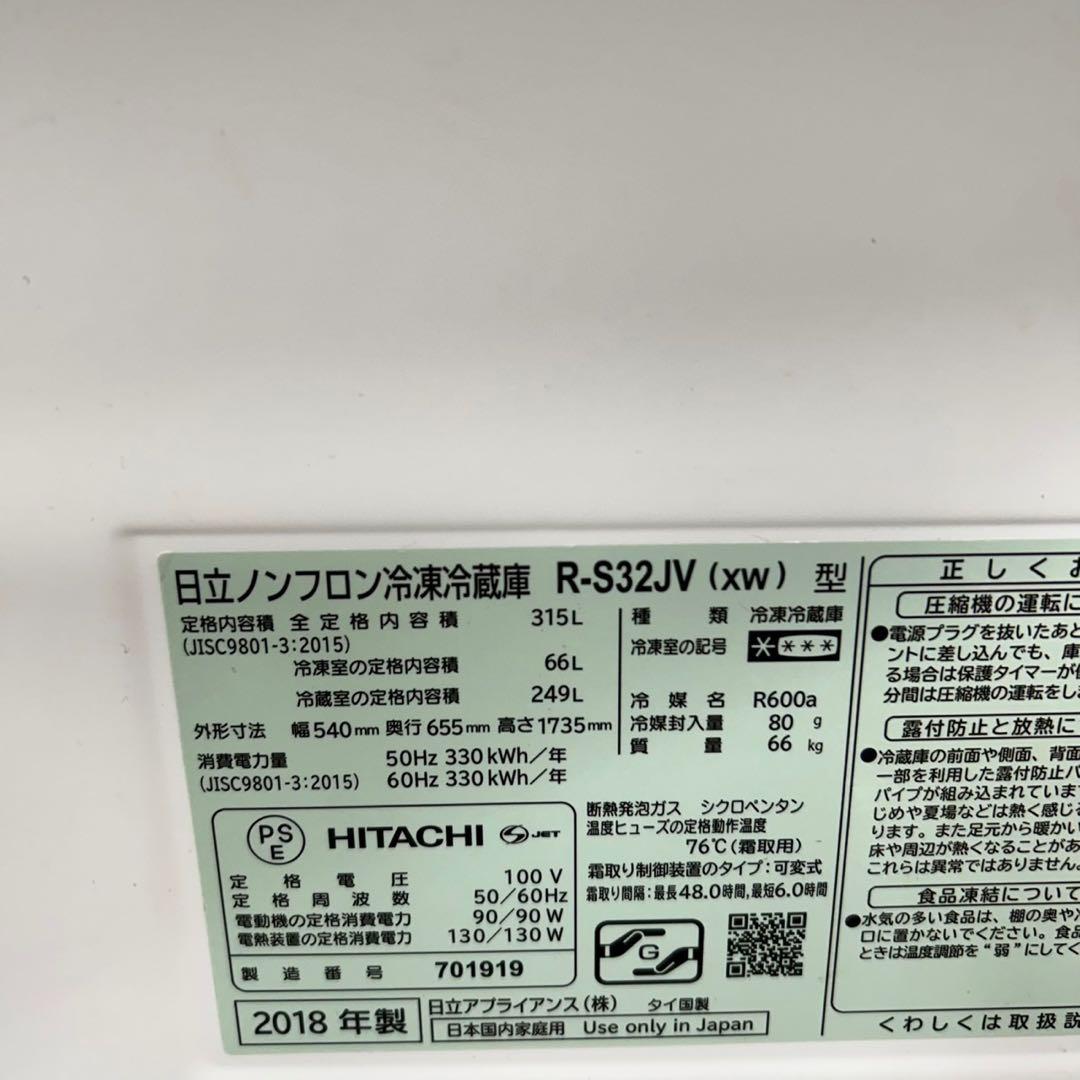 日立ノンフロン冷凍冷蔵庫 R-S32JV (XW) 型
定格内容積 全定格内容積 315L
(JISC9801-3:2015)
冷凍室の定格内容積 66L
冷蔵室の定格内容積 249L
外形寸法 幅540mm 奥行655mm 高さ1735mm
消費電力量 50Hz 330kWh/年
(JISC9801-3:2015) 60Hz 330kWh/年
種類 冷凍冷蔵庫
冷凍室の記号 ****
冷媒名 R600a
冷媒封入量 80g
質量 66kg
PSE HITACHI S JET
定格電圧 100V
定格周波数 50/60Hz
電動機の定格消費電力 90/90W
電熱装置の定格消費電力 130/130W
製造番号 701919
断熱発泡ガス シクロペンタン
温度ヒューズの定格動作温度
76℃(霜取用)
霜取り制御装置のタイプ:可変式
霜取り間隔:最長48.0時間,最短6.0時間
G
2018年製
日立アプライアンス(株) タイ国製
日本国内家庭用 Use only in Japan
正しくお
圧縮機の運転に
●電源プラグを抜いたあと
ントに差し込んでも、庫
る場合は保護タイマーが
分間は圧縮機の運転をし
露付防止と放熱に
●冷蔵庫の前面や側面、背面
一部を利用した露付防止パ
パイプが組み込まれています
じめや夏場などは熱く感じる
ります。また足元から暖かい
床や周辺が熱くなることがあ
これらは異常ではありません。
食品凍結について
●水気の多い食品は、棚の奥や冷
口に置かないでください。食品
ときは温度調節を"弱"にしてく
くわしくは取扱説